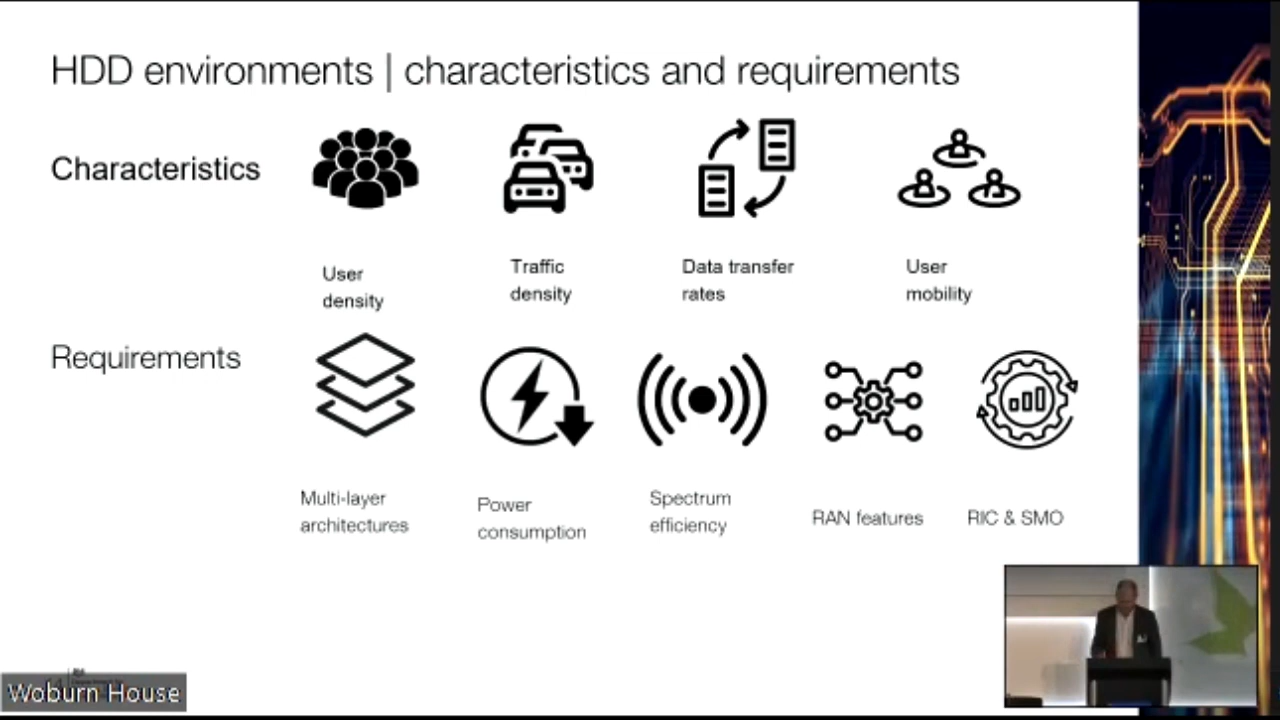 HDD environments | characteristics and requirements
Characteristics
User
density
Traffic
density
Data transfer
rates
User
mobility
Requirements
Multi-layer
architectures
Power
consumption
Spectrum
efficiency
RAN features
RIC & SMO
Woburn House